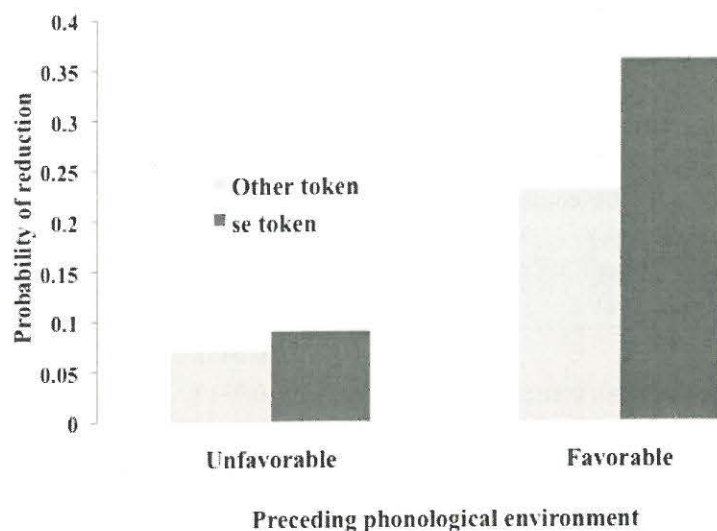 0.4
0.35
0.3
0.25
0.2
0.15
0.1
0.05
0
Probability of reduction
Other token
se token
Unfavorable
Favorable
Preceding phonological environment